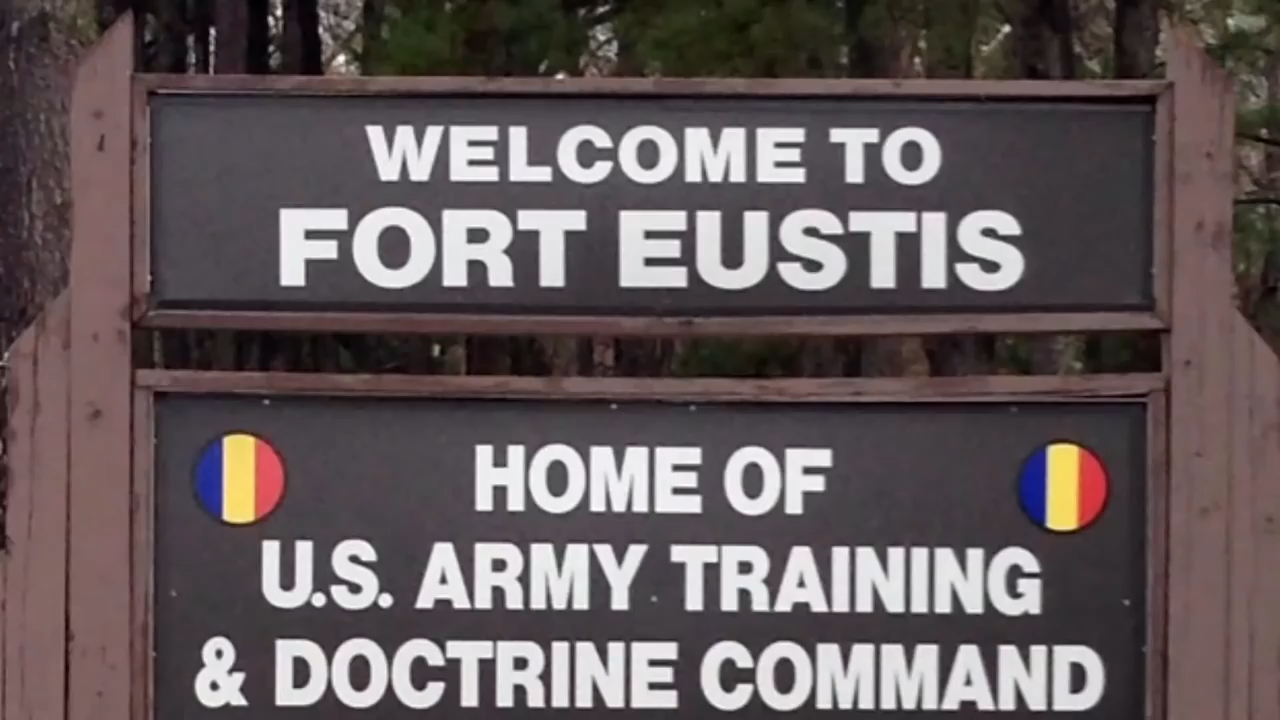 WELCOME TO
FORT EUSTIS
HOME OF
U.S. ARMY TRAINING
& DOCTRINE COMMAND